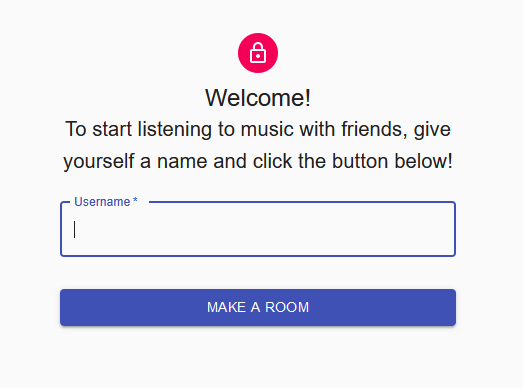 Welcome!
To start listening to music with friends, give
yourself a name and click the button below!
Username *
MAKE A ROOM